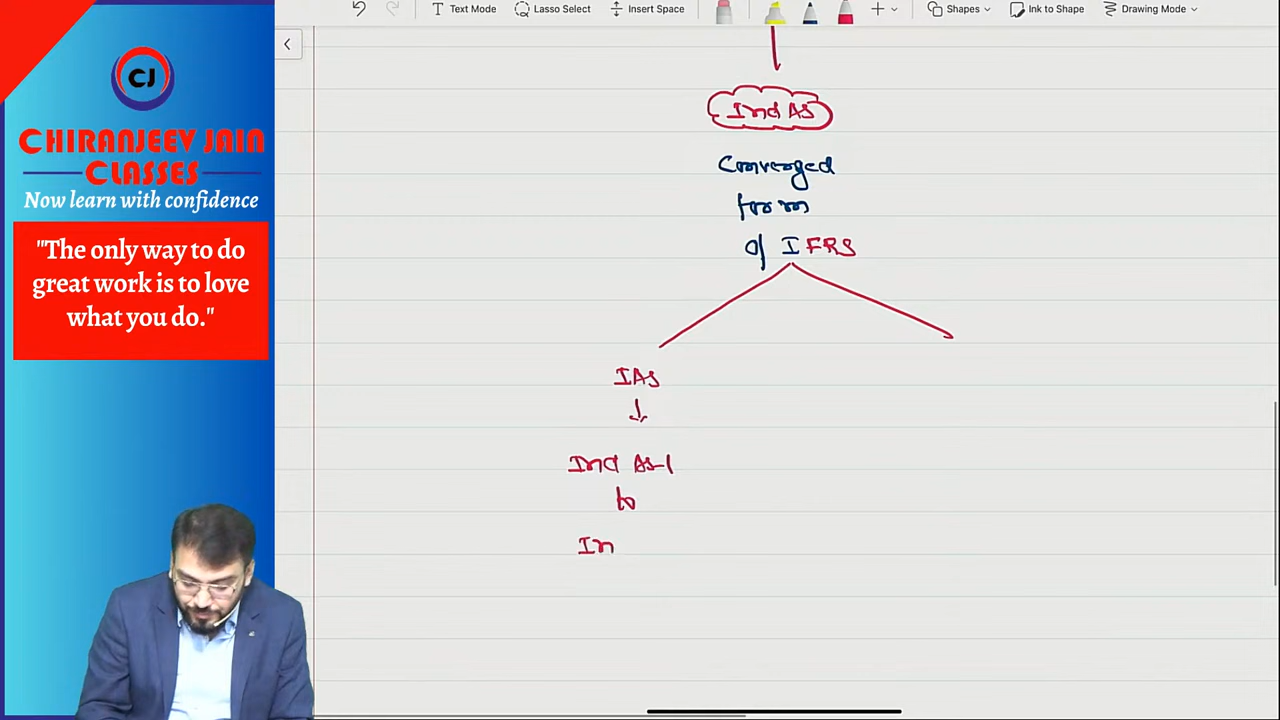 Text Mode
Lasso Select
Insert Space
Shapes
Ink to Shape
Drawing Mode
CJ
CHIRANJEEV JAIN
CLASSES
Now learn with confidence
"The only way to do
great work is to love
what you do."
Ind AS
Converged
form
of IFRS
IAS
Ind AS-1
to
In